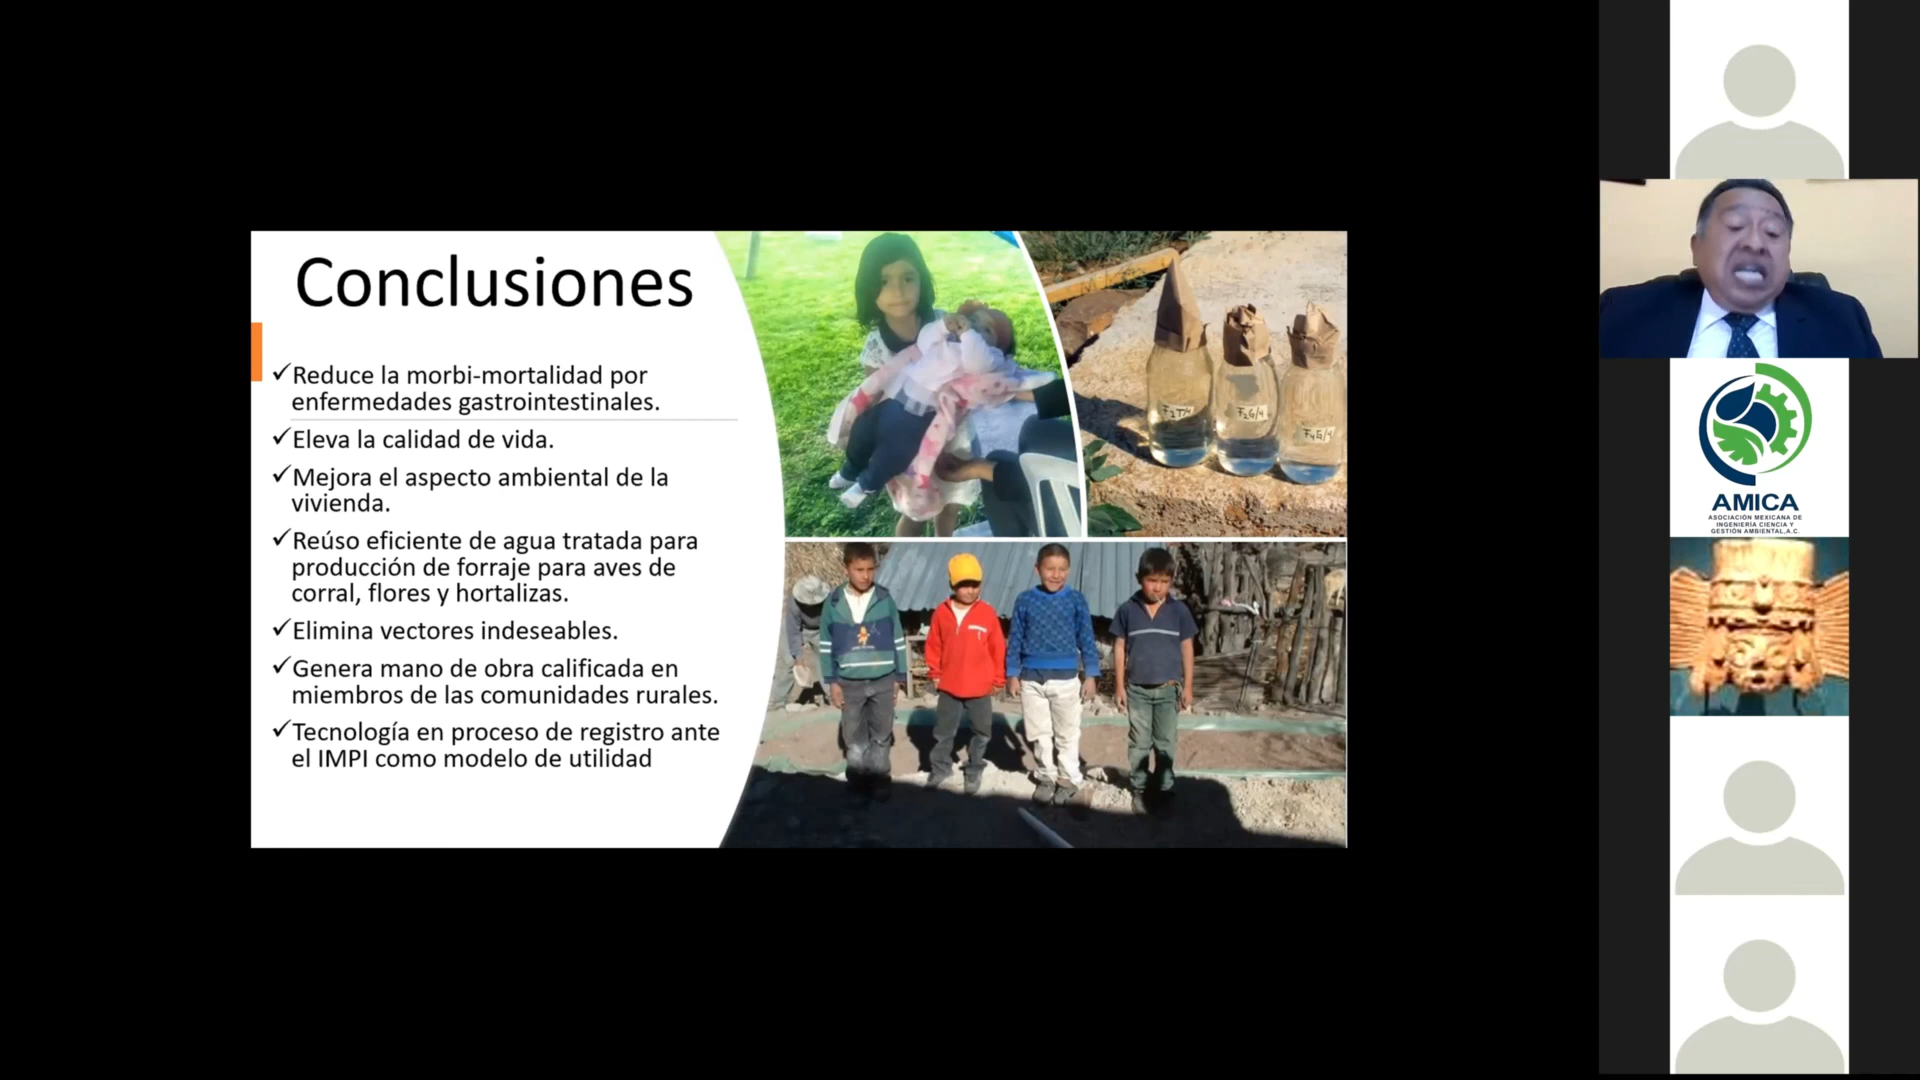 Conclusiones
✓Reduce la morbi-mortalidad por
enfermedades gastrointestinales.
✓Eleva la calidad de vida.
✓Mejora el aspecto ambiental de la
vivienda.
✓Reúso eficiente de agua tratada para
producción de forraje para aves de
corral, flores y hortalizas.
✓Elimina vectores indeseables.
✓Genera mano de obra calificada en
miembros de las comunidades rurales.
✓Tecnología en proceso de registro ante
el IMPI como modelo de utilidad
AMICA
ASOCIACIÓN MEXICANA DE
INGENIERÍA CIENCIA Y
GESTIÓN AMBIENTAL,A.C.